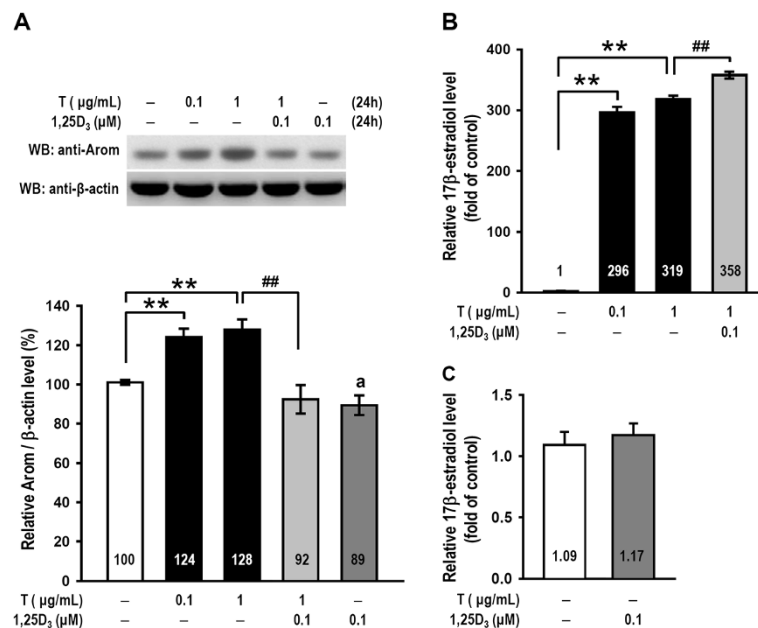 A
T ( μg/mL) – 0.1 1 1 – (24h)
1,25D₃ (μM) – – – 0.1 0.1 (24h)
WB: anti-Arom
WB: anti-β-actin
** ** ## a
Relative Arom / β-actin level (%)
140
120
100
80
60
40
20
0
100 124 128 92 89
T ( μg/mL) – 0.1 1 1 –
1,25D₃ (μM) – – – 0.1 0.1
B
** ** ##
Relative 17β-estradiol level
(fold of control)
400
300
200
100
0
1 296 319 358
T ( μg/mL) – 0.1 1 1
1,25D₃ (μM) – – – 0.1
C
Relative 17β-estradiol level
(fold of control)
1.5
1.0
0.5
0.0
1.09 1.17
T ( μg/mL) – –
1,25D₃ (μM) – 0.1